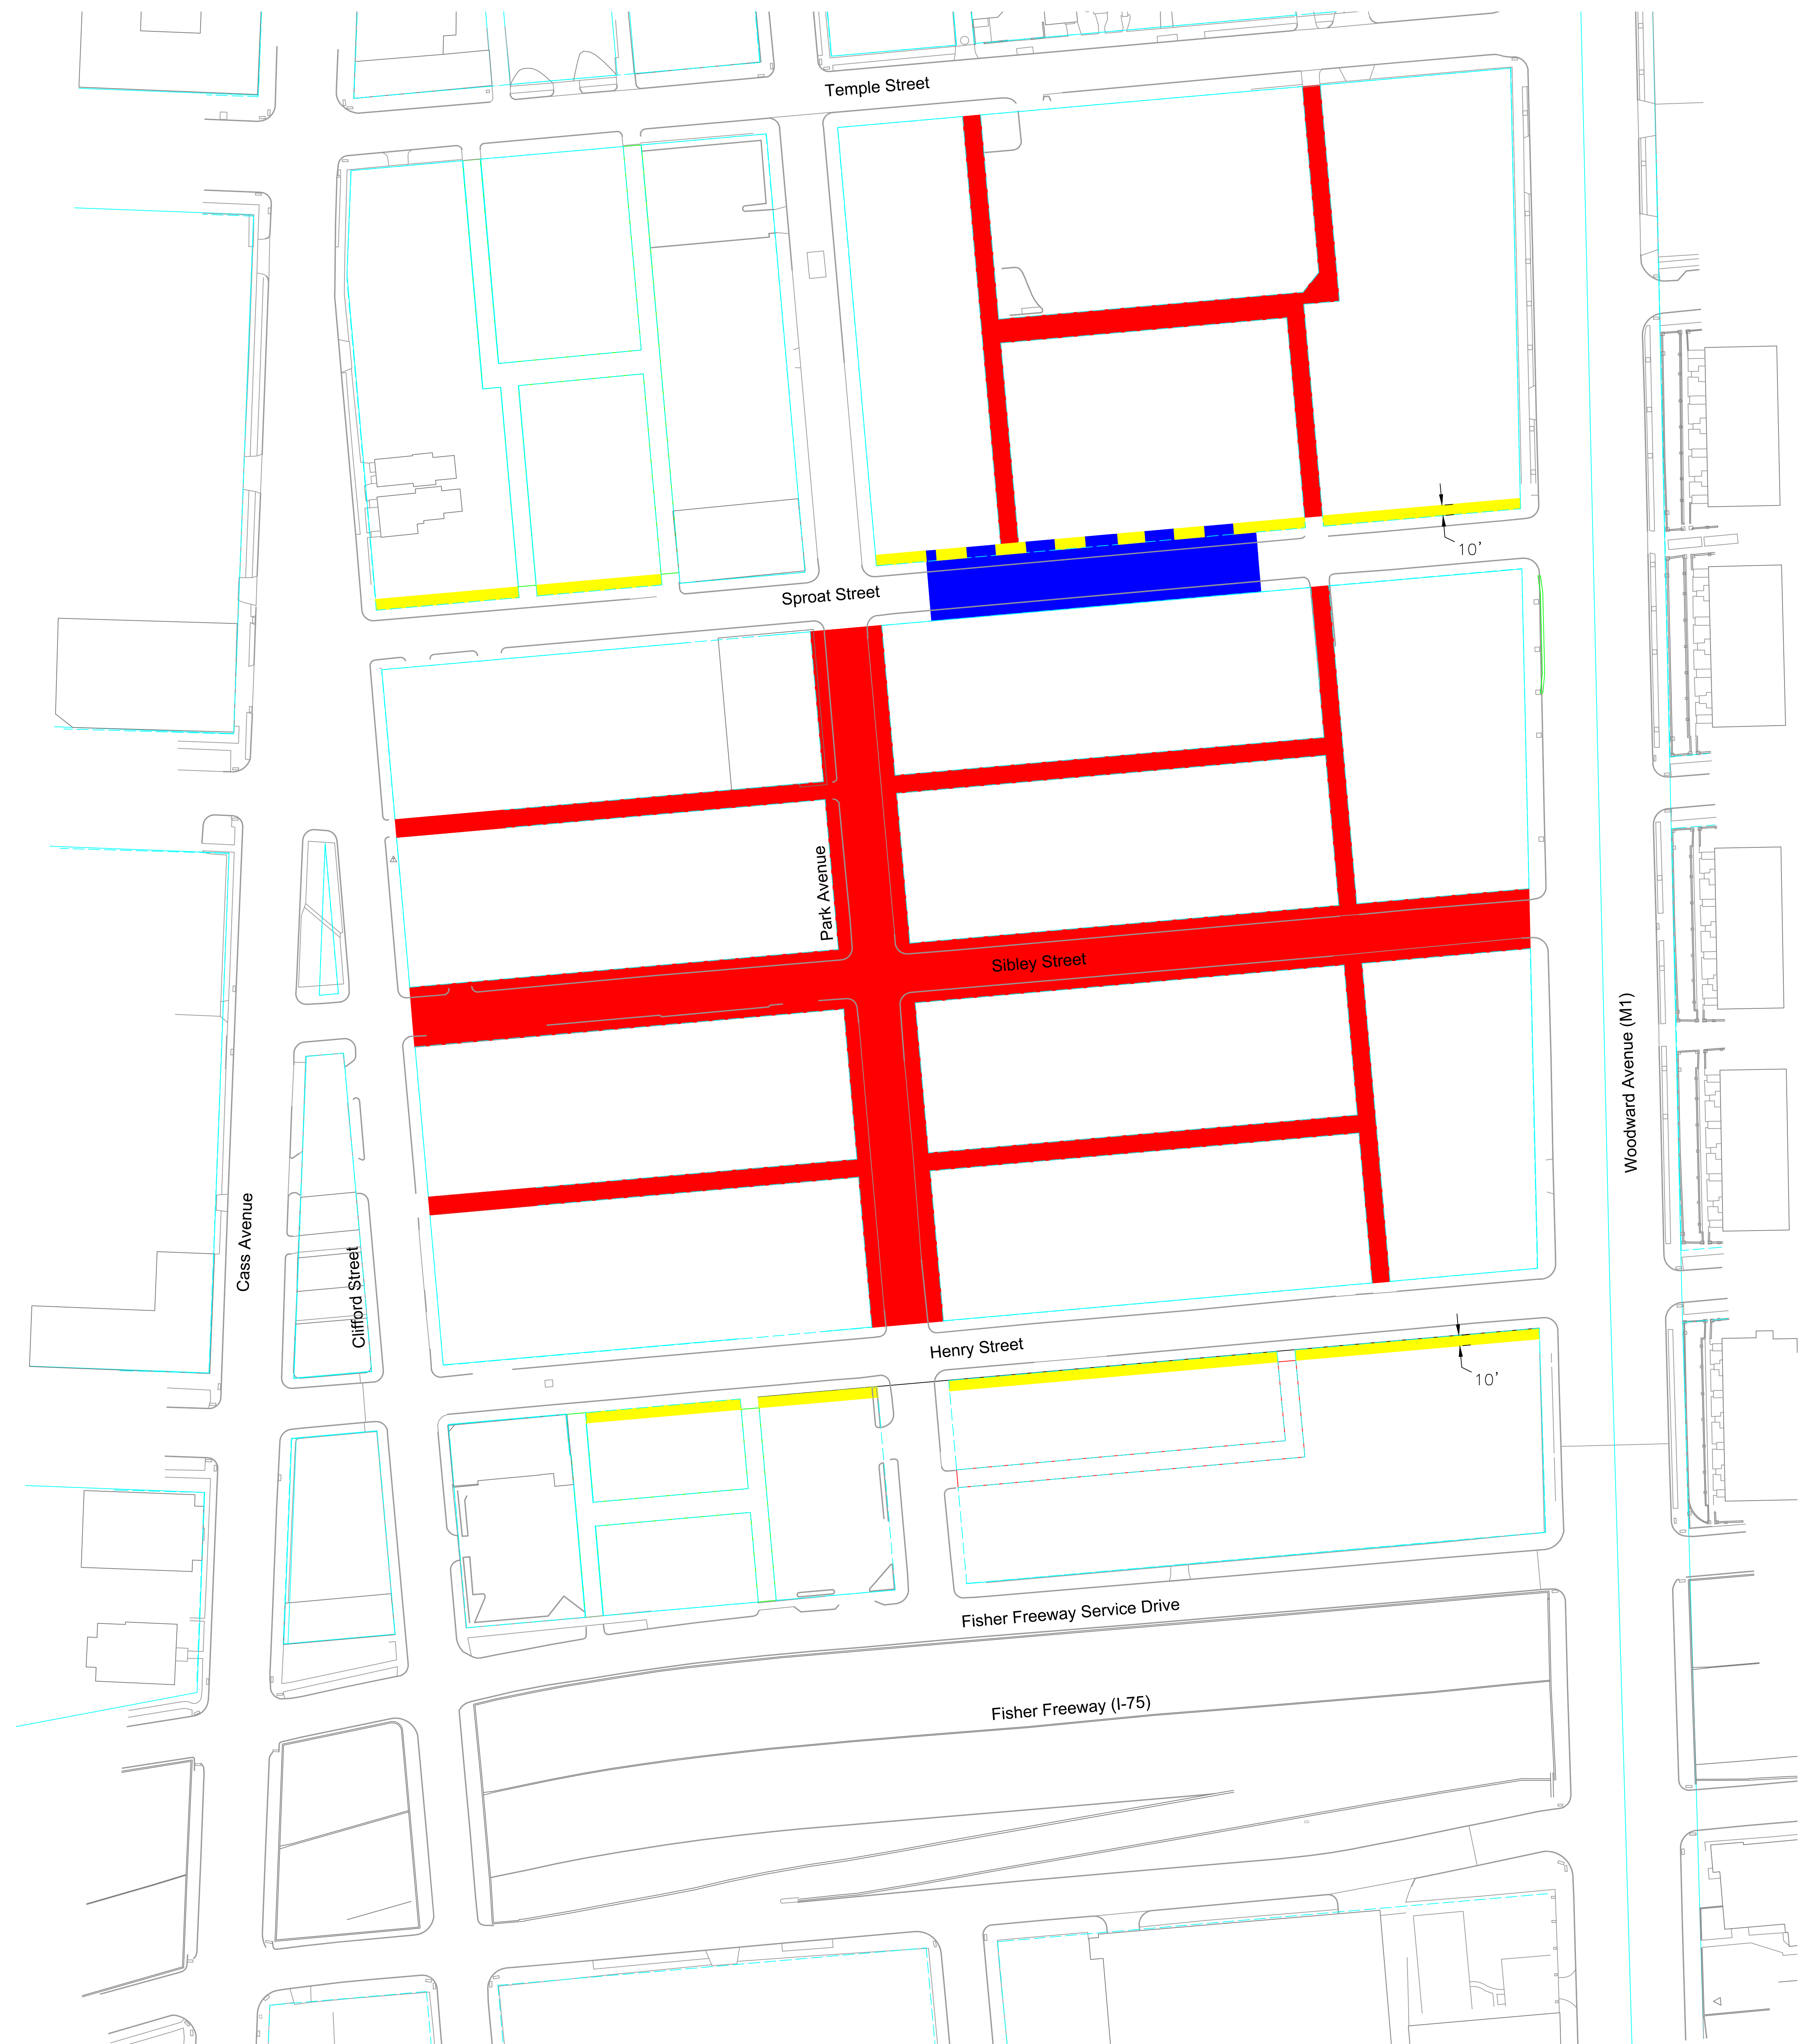 Temple Street
10'
Sproat Street
Park Avenue
Sibley Street
Woodward Avenue (M1)
Cass Avenue
Clifford Street
Henry Street
10'
Fisher Freeway Service Drive
Fisher Freeway (I-75)